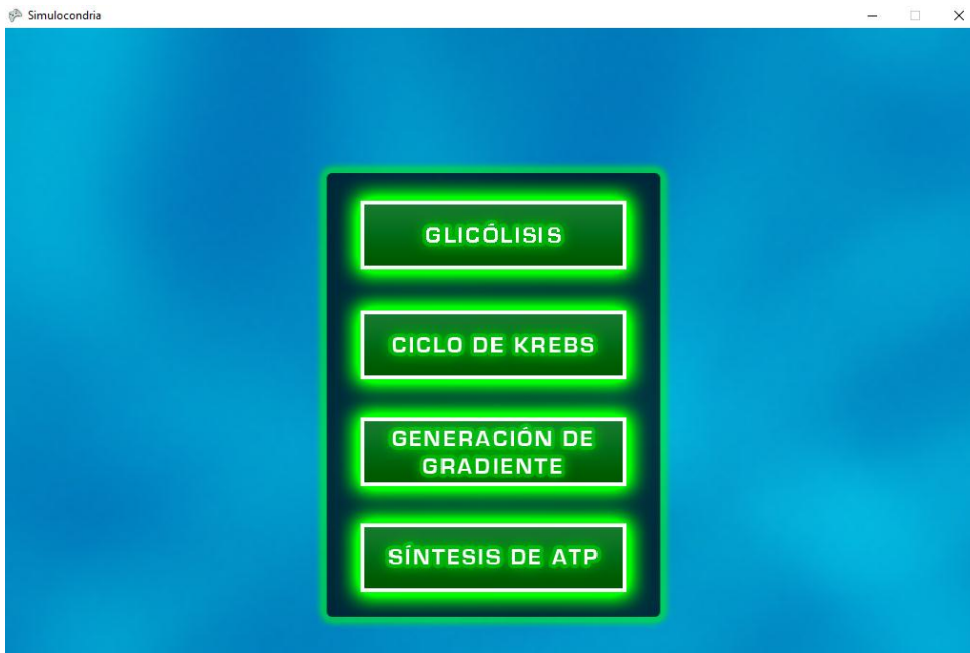 Simulocondria
GLICÓLISIS
CICLO DE KREBS
GENERACIÓN DE
GRADIENTE
SÍNTESIS DE ATP